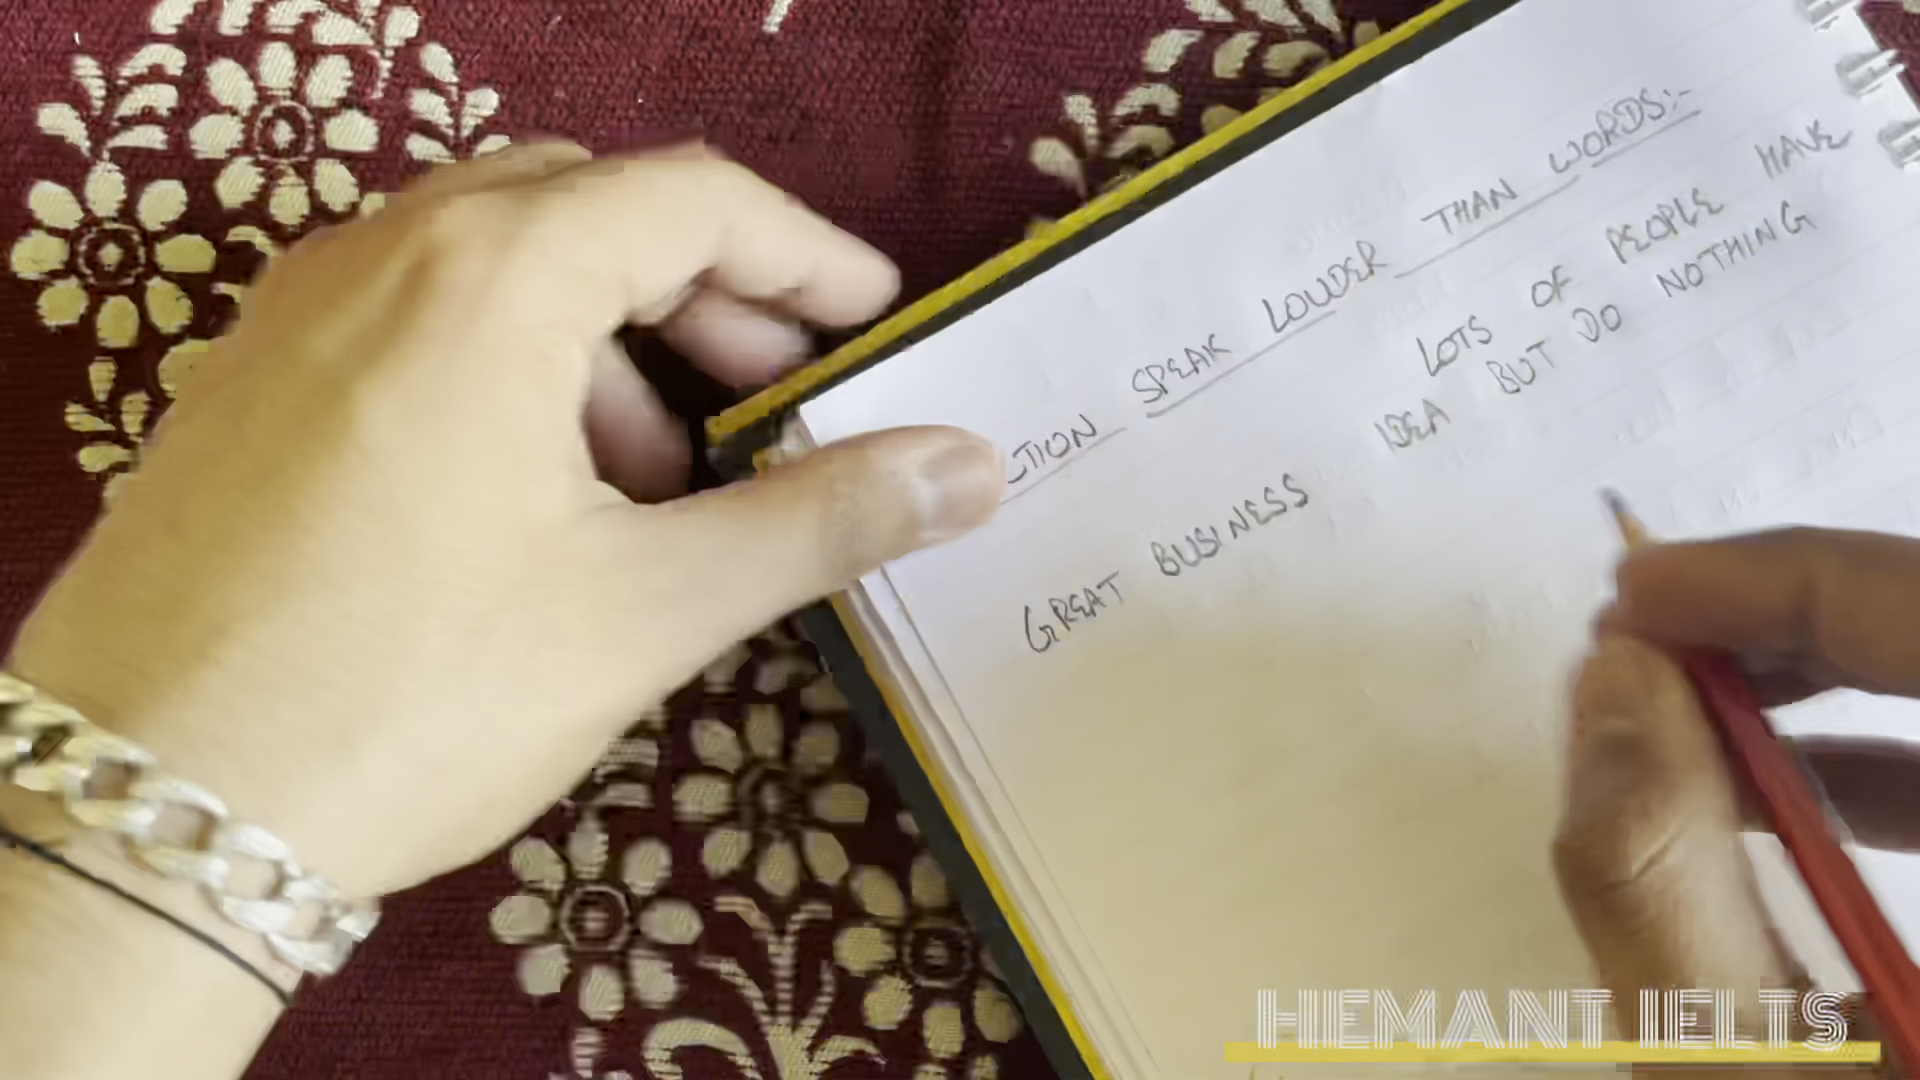 CTION SPEAK LOUDER THAN WORDS:-
LOTS OF PEOPLE HAVE
GREAT BUSINESS IDEA BUT DO NOTHING
HEMANT IELTS